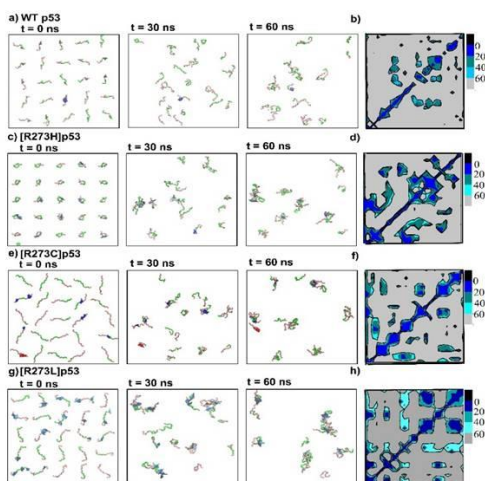 a) WT p53
t = 0 ns
t = 30 ns
t = 60 ns
b)
0
20
40
60
c) [R273H]p53
t = 0 ns
t = 30 ns
t = 60 ns
d)
0
20
40
60
e) [R273C]p53
t = 0 ns
t = 30 ns
t = 60 ns
f)
0
20
40
60
g) [R273L]p53
t = 0 ns
t = 30 ns
t = 60 ns
h)
0
20
40
60